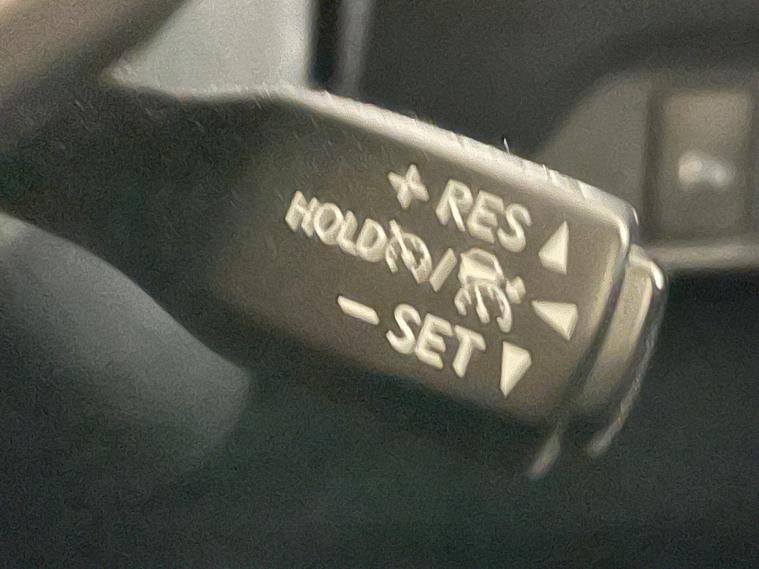 + RES ▲
HOLD / ◀
− SET ▼